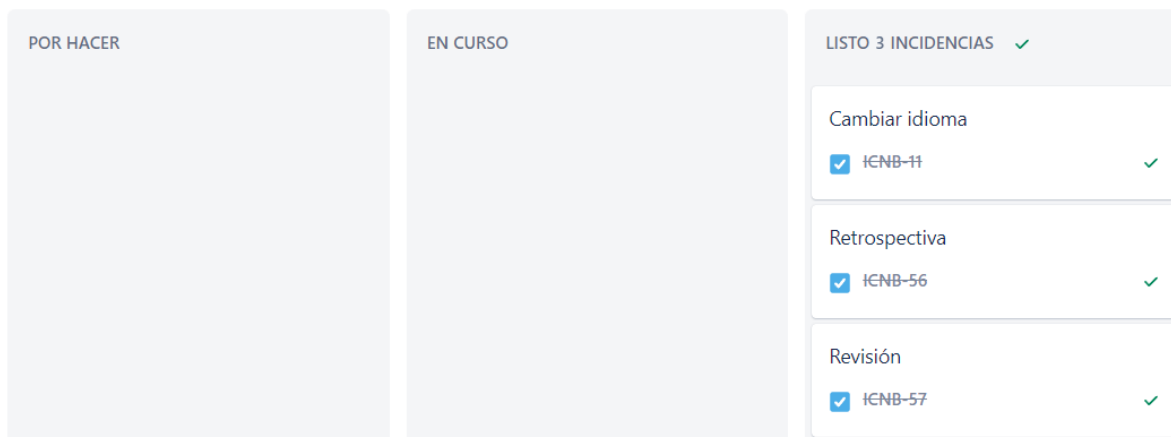 POR HACER
EN CURSO
LISTO 3 INCIDENCIAS
Cambiar idioma
ICNB-11
Retrospectiva
ICNB-56
Revisión
ICNB-57